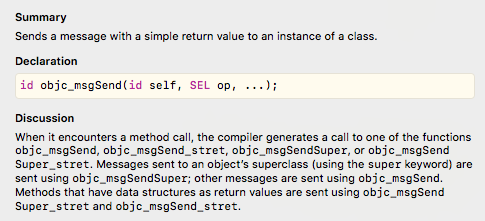 Summary
Sends a message with a simple return value to an instance of a class.
Declaration
id objc_msgSend(id self, SEL op, ...);
Discussion
When it encounters a method call, the compiler generates a call to one of the functions
objc_msgSend, objc_msgSend_stret, objc_msgSendSuper, or objc_msgSend
Super_stret. Messages sent to an object’s superclass (using the super keyword) are
sent using objc_msgSendSuper; other messages are sent using objc_msgSend.
Methods that have data structures as return values are sent using objc_msgSend
Super_stret and objc_msgSend_stret.